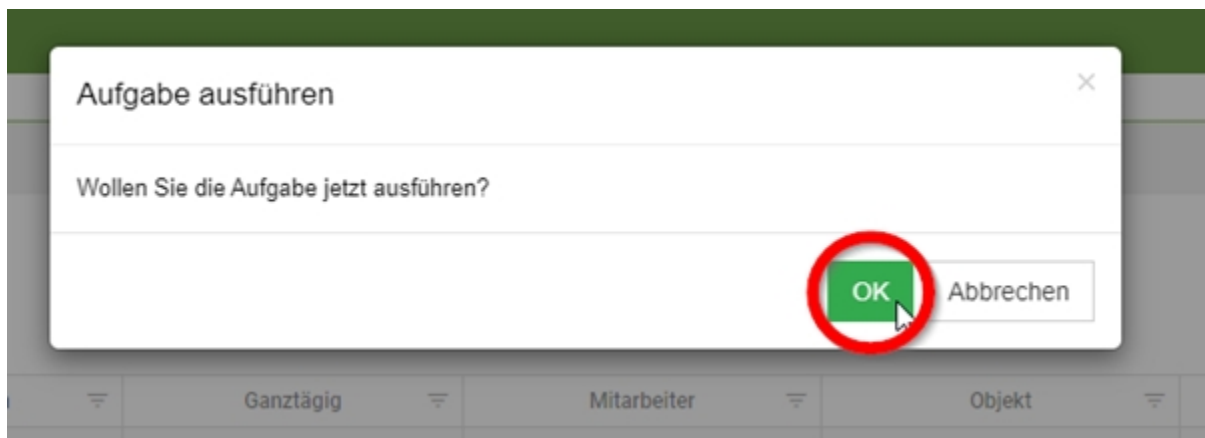 Aufgabe ausführen
×
Wollen Sie die Aufgabe jetzt ausführen?
OK Abbrechen
Ganztägig Mitarbeiter Objekt